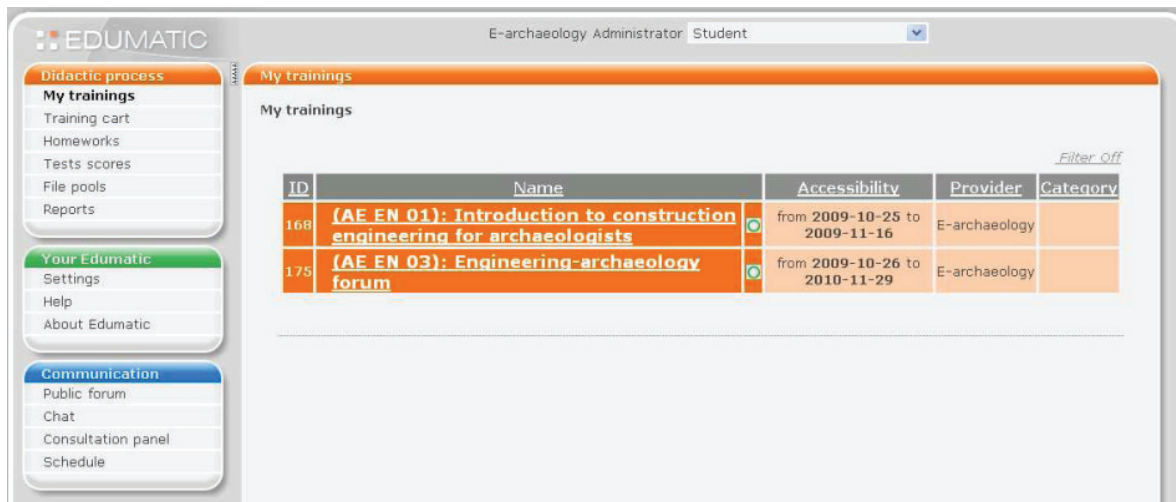 EDUMATIC
E-archaeology Administrator Student
Didactic process
My trainings
Training cart
Homeworks
Tests scores
File pools
Reports
Your Edumatic
Settings
Help
About Edumatic
Communication
Public forum
Chat
Consultation panel
Schedule
My trainings
My trainings
Filter Off
ID Name Accessibility Provider Category
168 (AE EN 01): Introduction to construction engineering for archaeologists from 2009-10-25 to 2009-11-16 E-archaeology
175 (AE EN 03): Engineering-archaeology forum from 2009-10-26 to 2010-11-29 E-archaeology